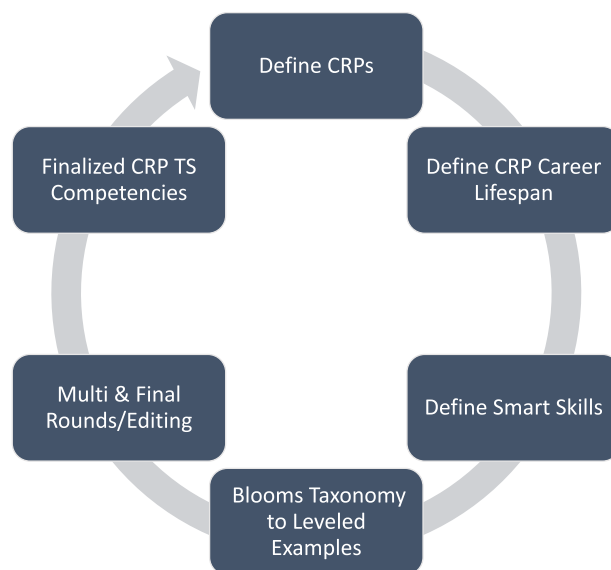 Define CRPs
Define CRP Career
Lifespan
Define Smart Skills
Blooms Taxonomy
to Leveled
Examples
Multi & Final
Rounds/Editing
Finalized CRP TS
Competencies